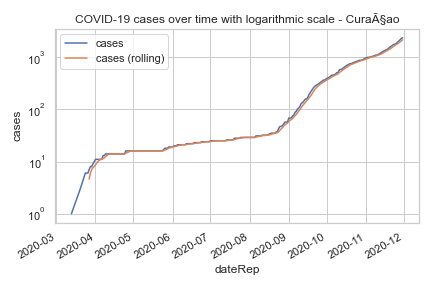 COVID-19 cases over time with logarithmic scale - CuraÃ§ao
cases
cases (rolling)
cases
10³
10²
10¹
10⁰
2020-03
2020-04
2020-05
2020-06
2020-07
2020-08
2020-09
2020-10
2020-11
2020-12
dateRep